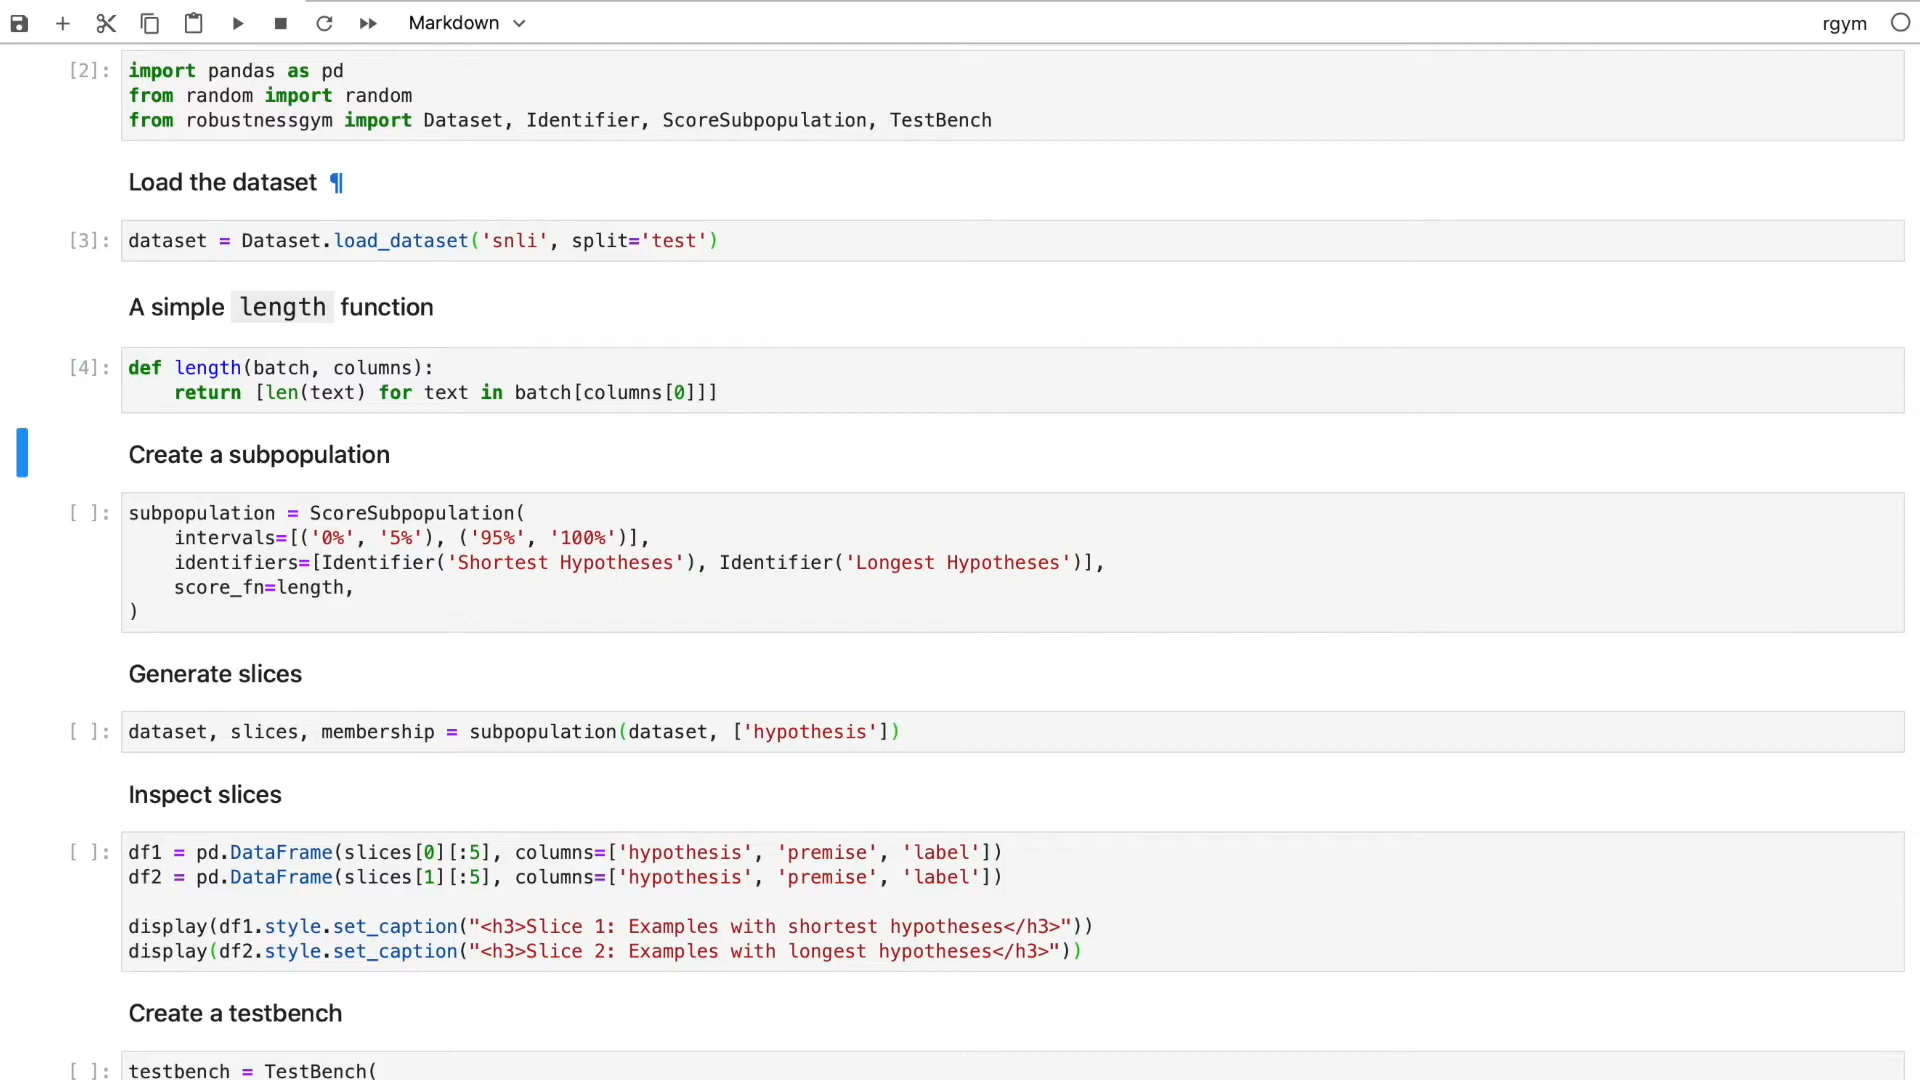 Markdown
rgym
[2]: import pandas as pd
from random import random
from robustnessgym import Dataset, Identifier, ScoreSubpopulation, TestBench
Load the dataset ¶
[3]: dataset = Dataset.load_dataset('snli', split='test')
A simple length function
[4]: def length(batch, columns):
    return [len(text) for text in batch[columns[0]]]
Create a subpopulation
[ ]: subpopulation = ScoreSubpopulation(
    intervals=[('0%', '5%'), ('95%', '100%')],
    identifiers=[Identifier('Shortest Hypotheses'), Identifier('Longest Hypotheses')],
    score_fn=length,
)
Generate slices
[ ]: dataset, slices, membership = subpopulation(dataset, ['hypothesis'])
Inspect slices
[ ]: df1 = pd.DataFrame(slices[0][:5], columns=['hypothesis', 'premise', 'label'])
df2 = pd.DataFrame(slices[1][:5], columns=['hypothesis', 'premise', 'label'])
display(df1.style.set_caption("<h3>Slice 1: Examples with shortest hypotheses</h3>"))
display(df2.style.set_caption("<h3>Slice 2: Examples with longest hypotheses</h3>"))
Create a testbench
[ ]: testbench = TestBench(